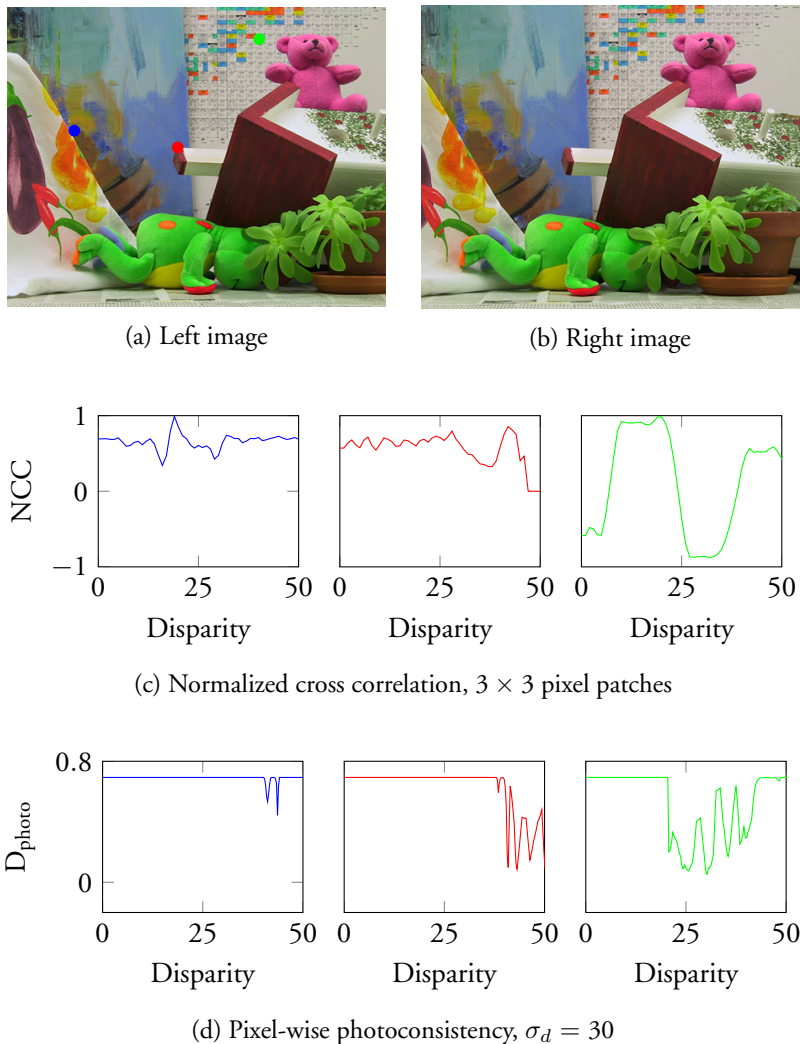 (a) Left image
(b) Right image
1
0
−1
NCC
0 25 50
0 25 50
0 25 50
Disparity
Disparity
Disparity
(c) Normalized cross correlation, 3 × 3 pixel patches
0.8
0
D_photo
0 25 50
0 25 50
0 25 50
Disparity
Disparity
Disparity
(d) Pixel-wise photoconsistency, σ_d = 30